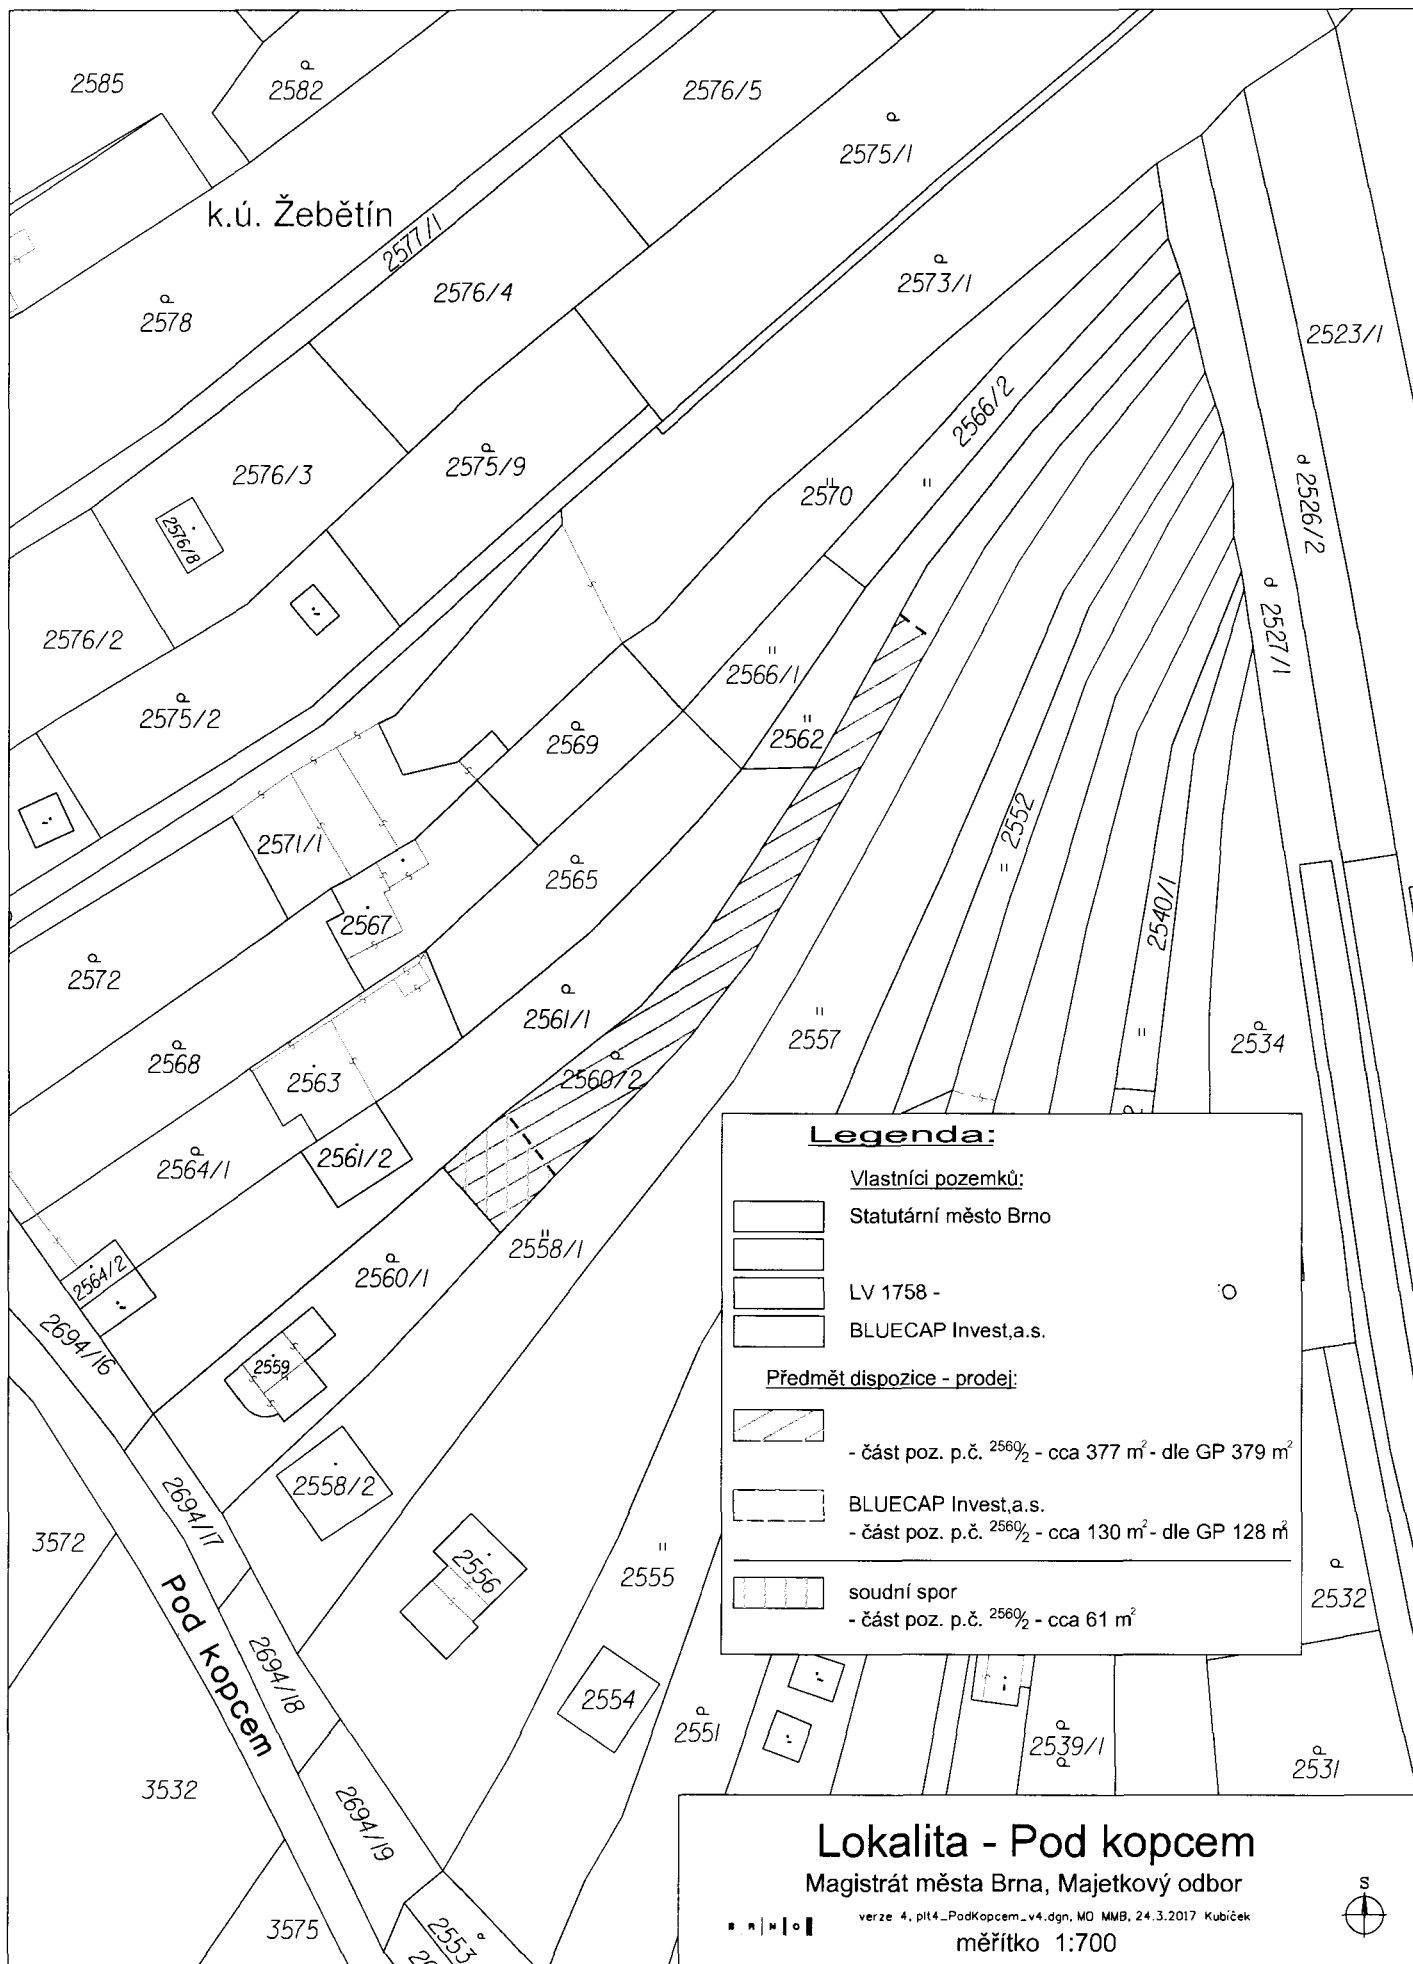 2585
2582
2576/5
2575/1
k.ú. Žebětín
2577/1
2573/1
2578
2576/4
2523/1
2566/2
2575/9
2576/3
2570
2526/2
2576/8
2527/1
2576/2
2566/1
2575/2
2569
2562
2552
2571/1
2565
2567
2540/1
2572
2561/1
2557
2534
2568
2563
2560/2
2564/1
2561/2
2558/1
2564/2
2560/1
2694/16
2559
Legenda:
Vlastníci pozemků:
Statutární město Brno
LV 1758 -
BLUECAP Invest,a.s.
Předmět dispozice - prodej:
- část poz. p.č. 2560/2 - cca 377 m² - dle GP 379 m²
BLUECAP Invest,a.s.
- část poz. p.č. 2560/2 - cca 130 m² - dle GP 128 m²
soudní spor
- část poz. p.č. 2560/2 - cca 61 m²
2558/2
2694/17
3572
2556
2555
2532
Pod kopcem
2694/18
2554
2551
2539/1
2531
3532
2694/19
3575
2553
Lokalita - Pod kopcem
Magistrát města Brna, Majetkový odbor
verze 4, plt4_PodKopcem_v4.dgn, MO MMB, 24.3.2017 Kubíček
měřítko 1:700
B R N O
S